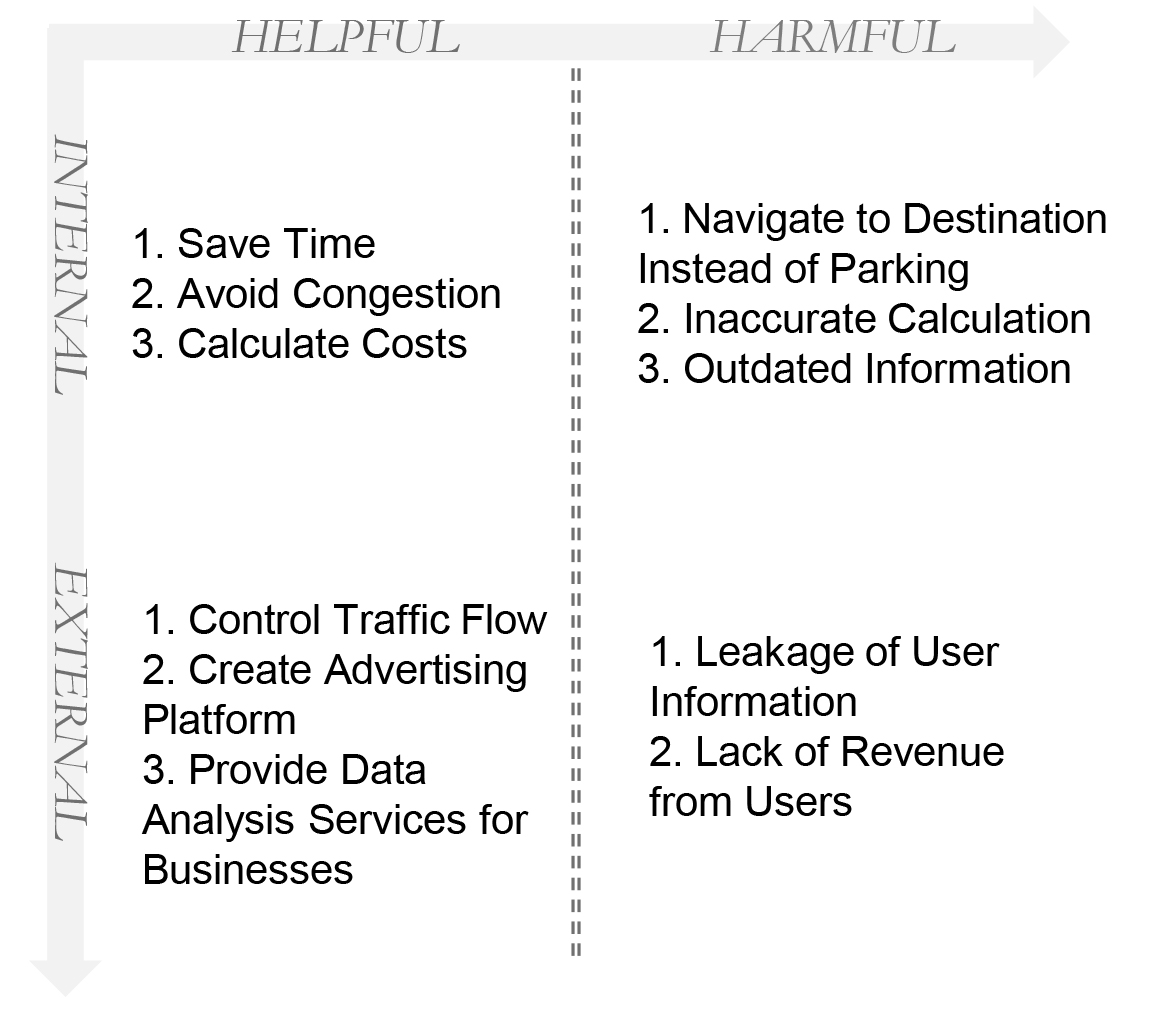 HELPFUL
HARMFUL
INTERNAL
1. Save Time
2. Avoid Congestion
3. Calculate Costs
1. Navigate to Destination
Instead of Parking
2. Inaccurate Calculation
3. Outdated Information
EXTERNAL
1. Control Traffic Flow
2. Create Advertising
Platform
3. Provide Data
Analysis Services for
Businesses
1. Leakage of User
Information
2. Lack of Revenue
from Users